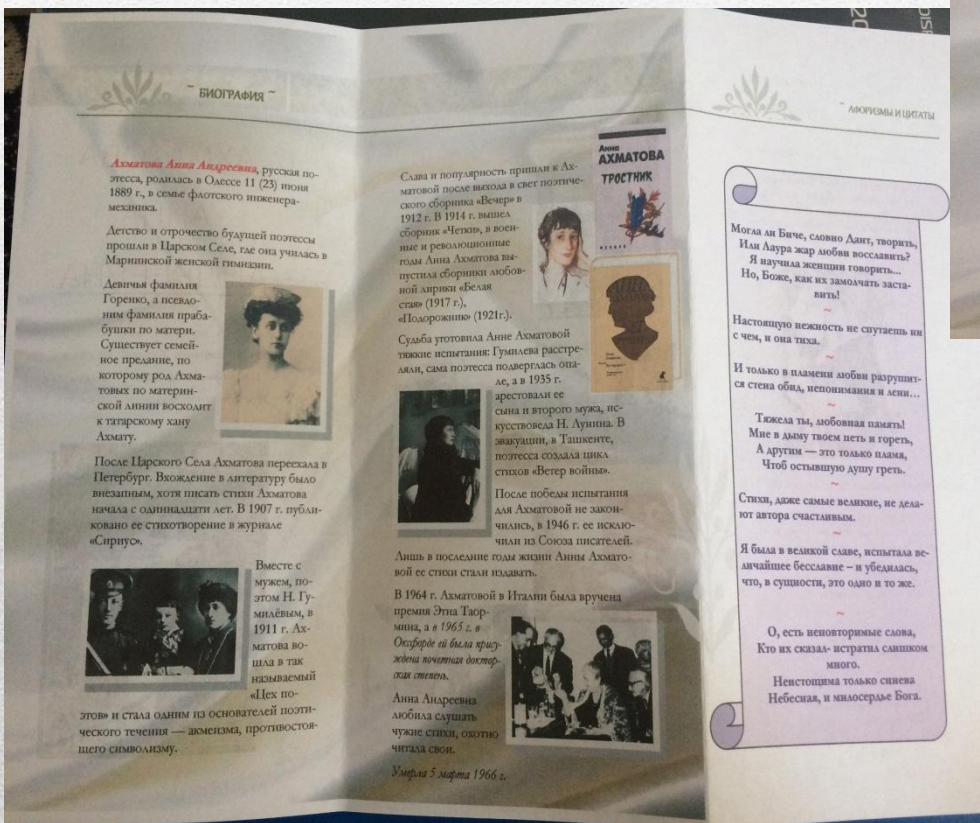 ~ БИОГРАФИЯ ~
Ахматова Анна Андреевна, русская по-
этесса, родилась в Одессе 11 (23) июня
1889 г., в семье флотского инженера-
механика.
Детство и отрочество будущей поэтессы
прошли в Царском Селе, где она училась в
Мариинской женской гимназии.
Девичья фамилия
Горенко, а псевдо-
ним фамилия праба-
бушки по матери.
Существует семей-
ное предание, по
которому род Ахма-
товых по материн-
ской линии восходит
к татарскому хану
Ахмату.
После Царского Села Ахматова переехала в
Петербург. Вхождение в литературу было
внезапным, хотя писать стихи Ахматова
начала с одиннадцати лет. В 1907 г. публи-
ковано ее стихотворение в журнале
«Сириус».
Вместе с
мужем, по-
этом Н. Гу-
милёвым, в
1911 г. Ах-
матова во-
шла в так
называемый
«Цех по-
этов» и стала одним из основателей поэти-
ческого течения — акмеизма, противостоя-
щего символизму.
Слава и популярность пришли к Ах-
матовой после выхода в свет поэтиче-
ского сборника «Вечер» в
1912 г. В 1914 г. вышел
сборник «Четки», в воен-
ные и революционные
годы Анна Ахматова вы-
пустила сборники любов-
ной лирики «Белая
стая» (1917 г.),
«Подорожник» (1921г.).
Анна
АХМАТОВА
ТРОСТНИК
Судьба уготовила Анне Ахматовой
тяжкие испытания: Гумилева расстре-
ляли, сама поэтесса подверглась опа-
ле, а в 1935 г.
арестовали ее
сына и второго мужа, ис-
кусствоведа Н. Лунина. В
эвакуации, в Ташкенте,
поэтесса создала цикл
стихов «Ветер войны».
После победы испытания
для Ахматовой не закон-
чились, в 1946 г. ее исклю-
чили из Союза писателей.
Лишь в последние годы жизни Анны Ахмато-
вой ее стихи стали издавать.
В 1964 г. Ахматовой в Италии была вручена
премия Этна Таор-
мина, а в 1965 г. в
Оксфорде ей была прису-
ждена почетная доктор-
ская степень.
Анна Андреевна
любила слушать
чужие стихи, охотно
читала свои.
Умерла 5 марта 1966 г.
~ АФОРИЗМЫ И ЦИТАТЫ
Могла ли Биче, словно Дант, творить,
Или Лаура жар любви восславить?
Я научила женщин говорить...
Но, Боже, как их замолчать заста-
вить!
~
Настоящую нежность не спутаешь ни
с чем, и она тиха.
~
И только в пламени любви разрушит-
ся стена обид, непонимания и лени…
~
Тяжела ты, любовная память!
Мне в дыму твоем петь и гореть,
А другим — это только пламя,
Чтоб остывшую душу греть.
~
Стихи, даже самые великие, не дела-
ют автора счастливым.
~
Я была в великой славе, испытала ве-
личайшее бесславие – и убедилась,
что, в сущности, это одно и то же.
~
О, есть неповторимые слова,
Кто их сказал- истратил слишком
много.
Неистощима только синева
Небесная, и милосердье Бога.